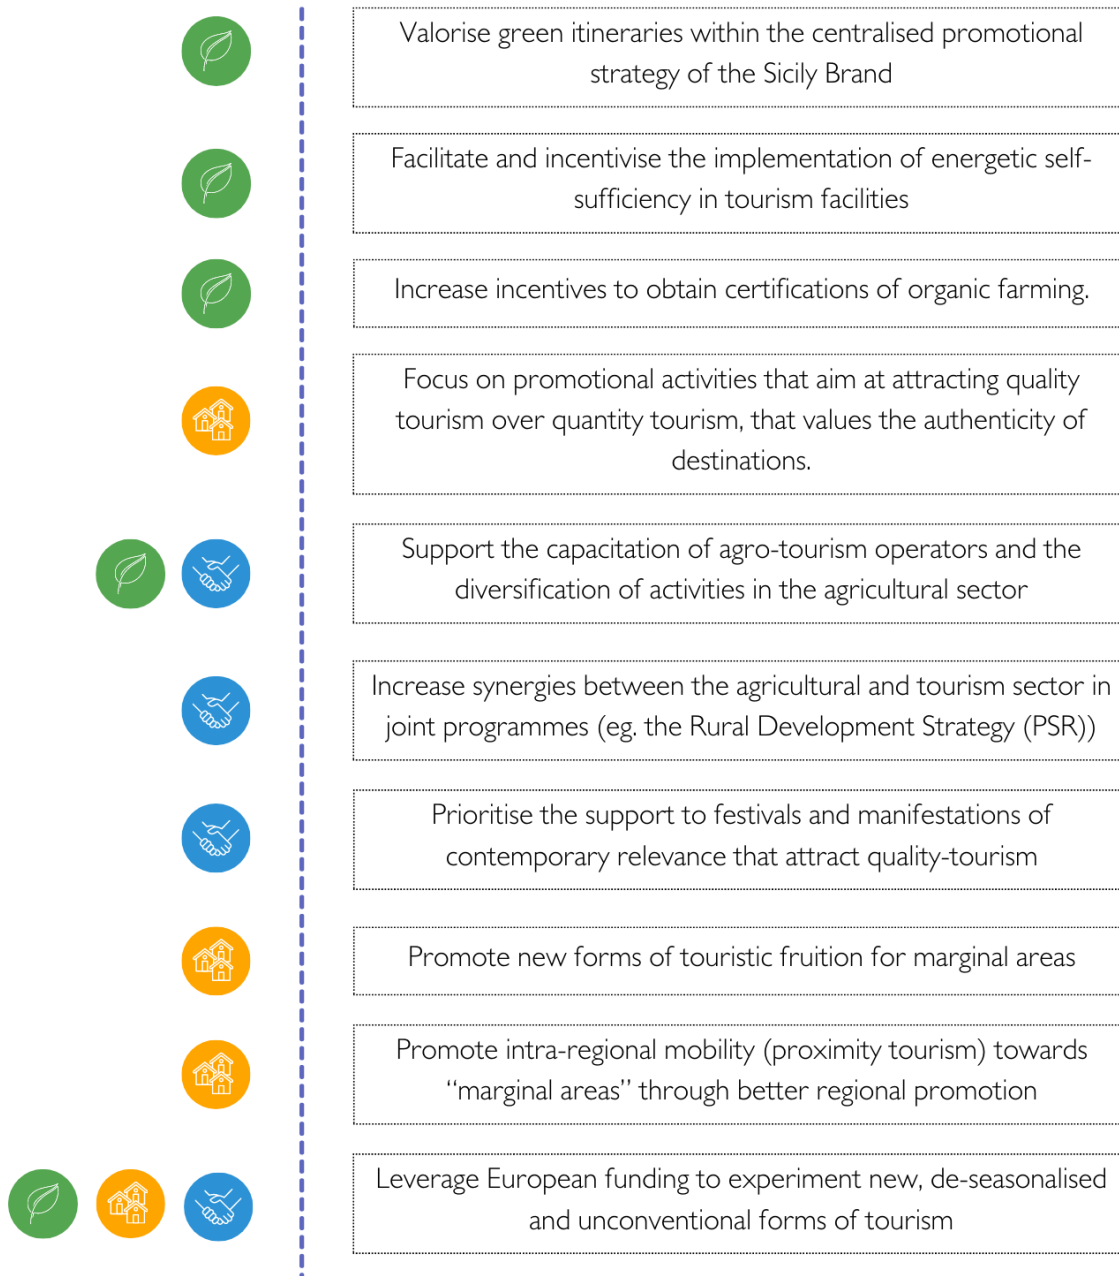 Valorise green itineraries within the centralised promotional
strategy of the Sicily Brand
Facilitate and incentivise the implementation of energetic self-
sufficiency in tourism facilities
Increase incentives to obtain certifications of organic farming.
Focus on promotional activities that aim at attracting quality
tourism over quantity tourism, that values the authenticity of
destinations.
Support the capacitation of agro-tourism operators and the
diversification of activities in the agricultural sector
Increase synergies between the agricultural and tourism sector in
joint programmes (eg. the Rural Development Strategy (PSR))
Prioritise the support to festivals and manifestations of
contemporary relevance that attract quality-tourism
Promote new forms of touristic fruition for marginal areas
Promote intra-regional mobility (proximity tourism) towards
“marginal areas” through better regional promotion
Leverage European funding to experiment new, de-seasonalised
and unconventional forms of tourism